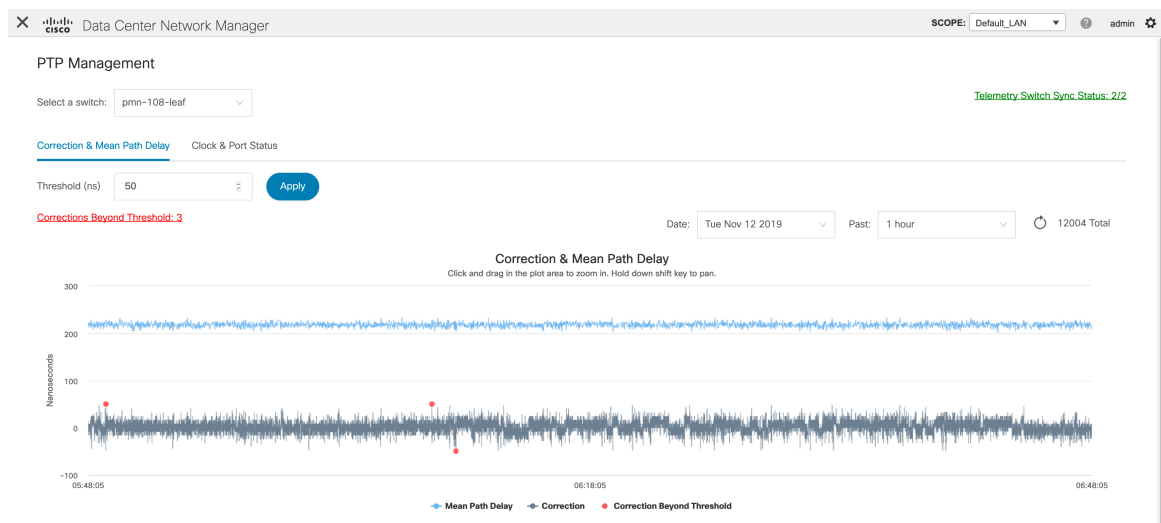 CISCO Data Center Network Manager SCOPE: Default_LAN ? admin
PTP Management
Select a switch: pmn-108-leaf
Telemetry Switch Sync Status: 2/2
Correction & Mean Path Delay Clock & Port Status
Threshold (ns) 50 Apply
Corrections Beyond Threshold: 3
Date: Tue Nov 12 2019 Past: 1 hour 12004 Total
Correction & Mean Path Delay
Click and drag in the plot area to zoom in. Hold down shift key to pan.
300
200
Nanoseconds
100
0
-100
05:48:05 06:18:05 06:48:05
Mean Path Delay Correction Correction Beyond Threshold